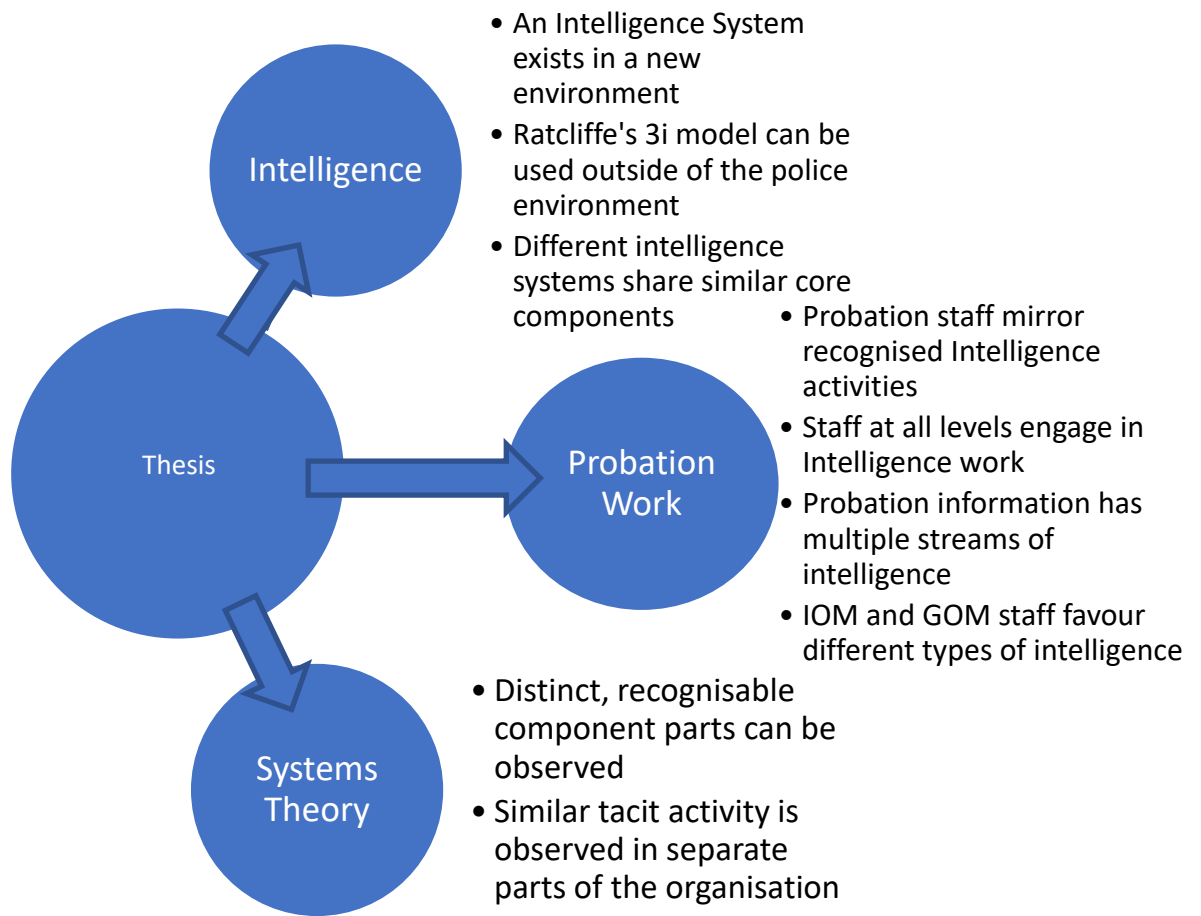 Thesis
Intelligence
• An Intelligence System
exists in a new
environment
• Ratcliffe's 3i model can be
used outside of the police
environment
• Different intelligence
systems share similar core
components
Probation
Work
• Probation staff mirror
recognised Intelligence
activities
• Staff at all levels engage in
Intelligence work
• Probation information has
multiple streams of
intelligence
• IOM and GOM staff favour
different types of intelligence
Systems
Theory
• Distinct, recognisable
component parts can be
observed
• Similar tacit activity is
observed in separate
parts of the organisation